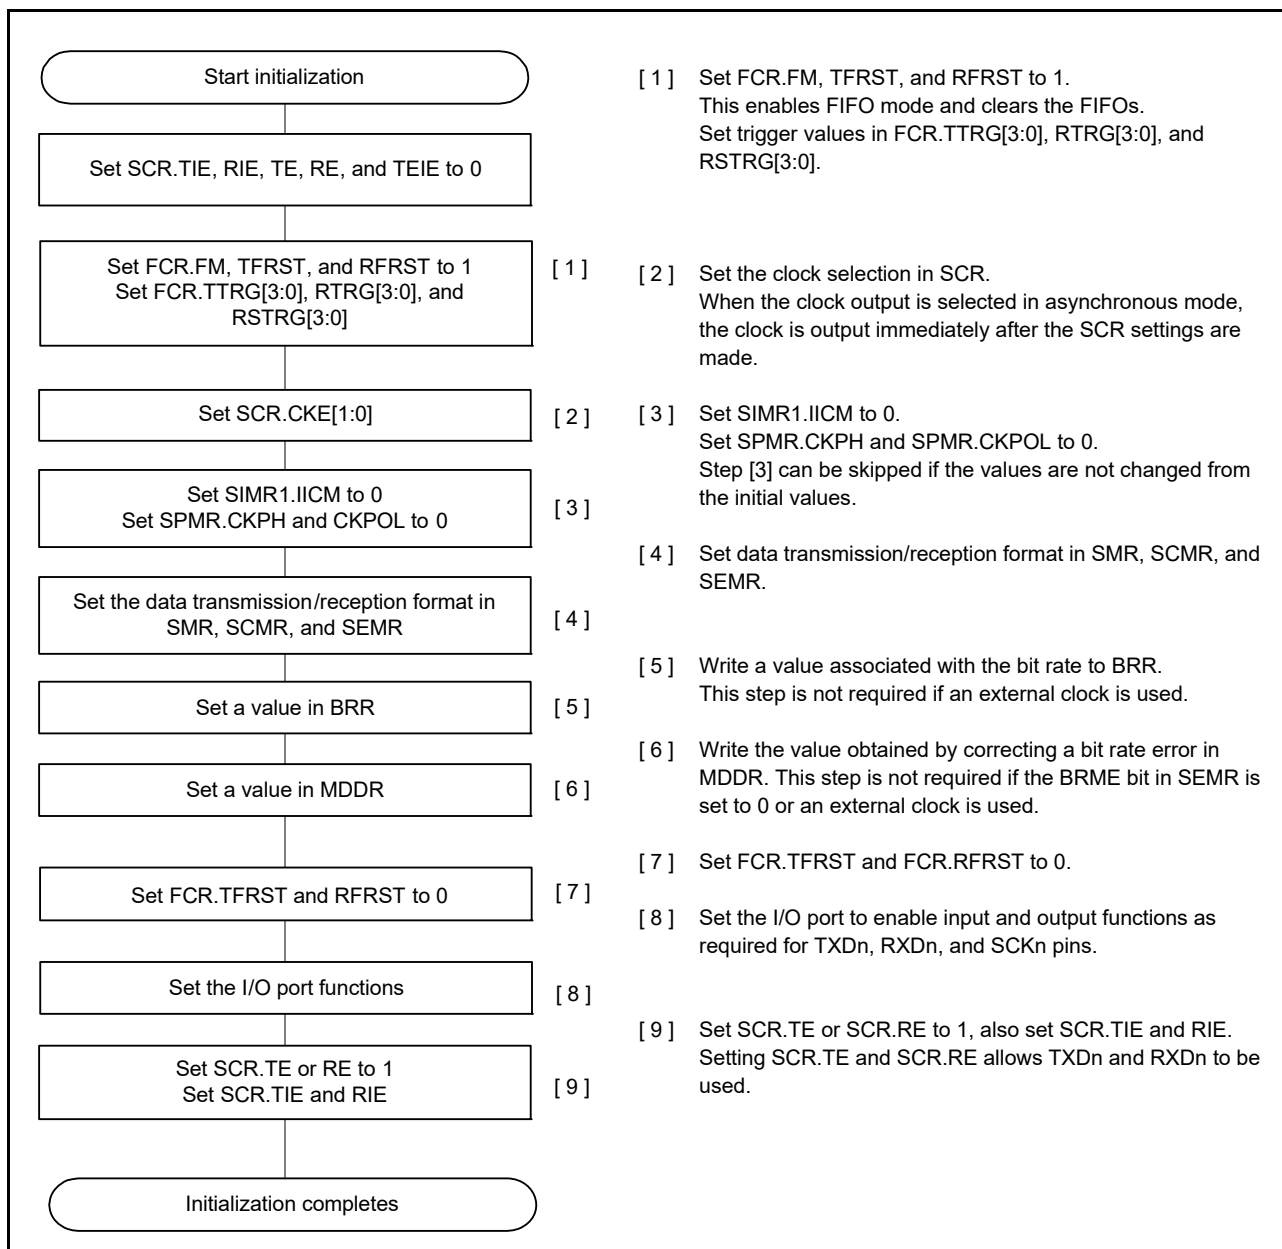 Start initialization
Set SCR.TIE, RIE, TE, RE, and TEIE to 0
Set FCR.FM, TFRST, and RFRST to 1
Set FCR.TTRG[3:0], RTRG[3:0], and
RSTRG[3:0]
[ 1 ]
Set SCR.CKE[1:0]
[ 2 ]
Set SIMR1.IICM to 0
Set SPMR.CKPH and CKPOL to 0
[ 3 ]
Set the data transmission/reception format in
SMR, SCMR, and SEMR
[ 4 ]
Set a value in BRR
[ 5 ]
Set a value in MDDR
[ 6 ]
Set FCR.TFRST and RFRST to 0
[ 7 ]
Set the I/O port functions
[ 8 ]
Set SCR.TE or RE to 1
Set SCR.TIE and RIE
[ 9 ]
Initialization completes
[ 1 ] Set FCR.FM, TFRST, and RFRST to 1.
This enables FIFO mode and clears the FIFOs.
Set trigger values in FCR.TTRG[3:0], RTRG[3:0], and
RSTRG[3:0].
[ 2 ] Set the clock selection in SCR.
When the clock output is selected in asynchronous mode,
the clock is output immediately after the SCR settings are
made.
[ 3 ] Set SIMR1.IICM to 0.
Set SPMR.CKPH and SPMR.CKPOL to 0.
Step [3] can be skipped if the values are not changed from
the initial values.
[ 4 ] Set data transmission/reception format in SMR, SCMR, and
SEMR.
[ 5 ] Write a value associated with the bit rate to BRR.
This step is not required if an external clock is used.
[ 6 ] Write the value obtained by correcting a bit rate error in
MDDR. This step is not required if the BRME bit in SEMR is
set to 0 or an external clock is used.
[ 7 ] Set FCR.TFRST and FCR.RFRST to 0.
[ 8 ] Set the I/O port to enable input and output functions as
required for TXDn, RXDn, and SCKn pins.
[ 9 ] Set SCR.TE or SCR.RE to 1, also set SCR.TIE and RIE.
Setting SCR.TE and SCR.RE allows TXDn and RXDn to be
used.